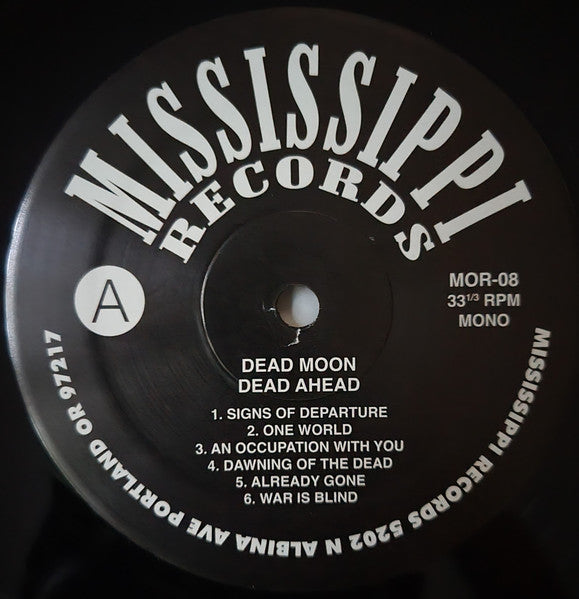 MISSISSIPPI
RECORDS
A
MOR-08
33 1/3 RPM
MONO
DEAD MOON
DEAD AHEAD
1. SIGNS OF DEPARTURE
2. ONE WORLD
3. AN OCCUPATION WITH YOU
4. DAWNING OF THE DEAD
5. ALREADY GONE
6. WAR IS BLIND
MISSISSIPPI RECORDS 5202 N ALBINA AVE PORTLAND OR 97217